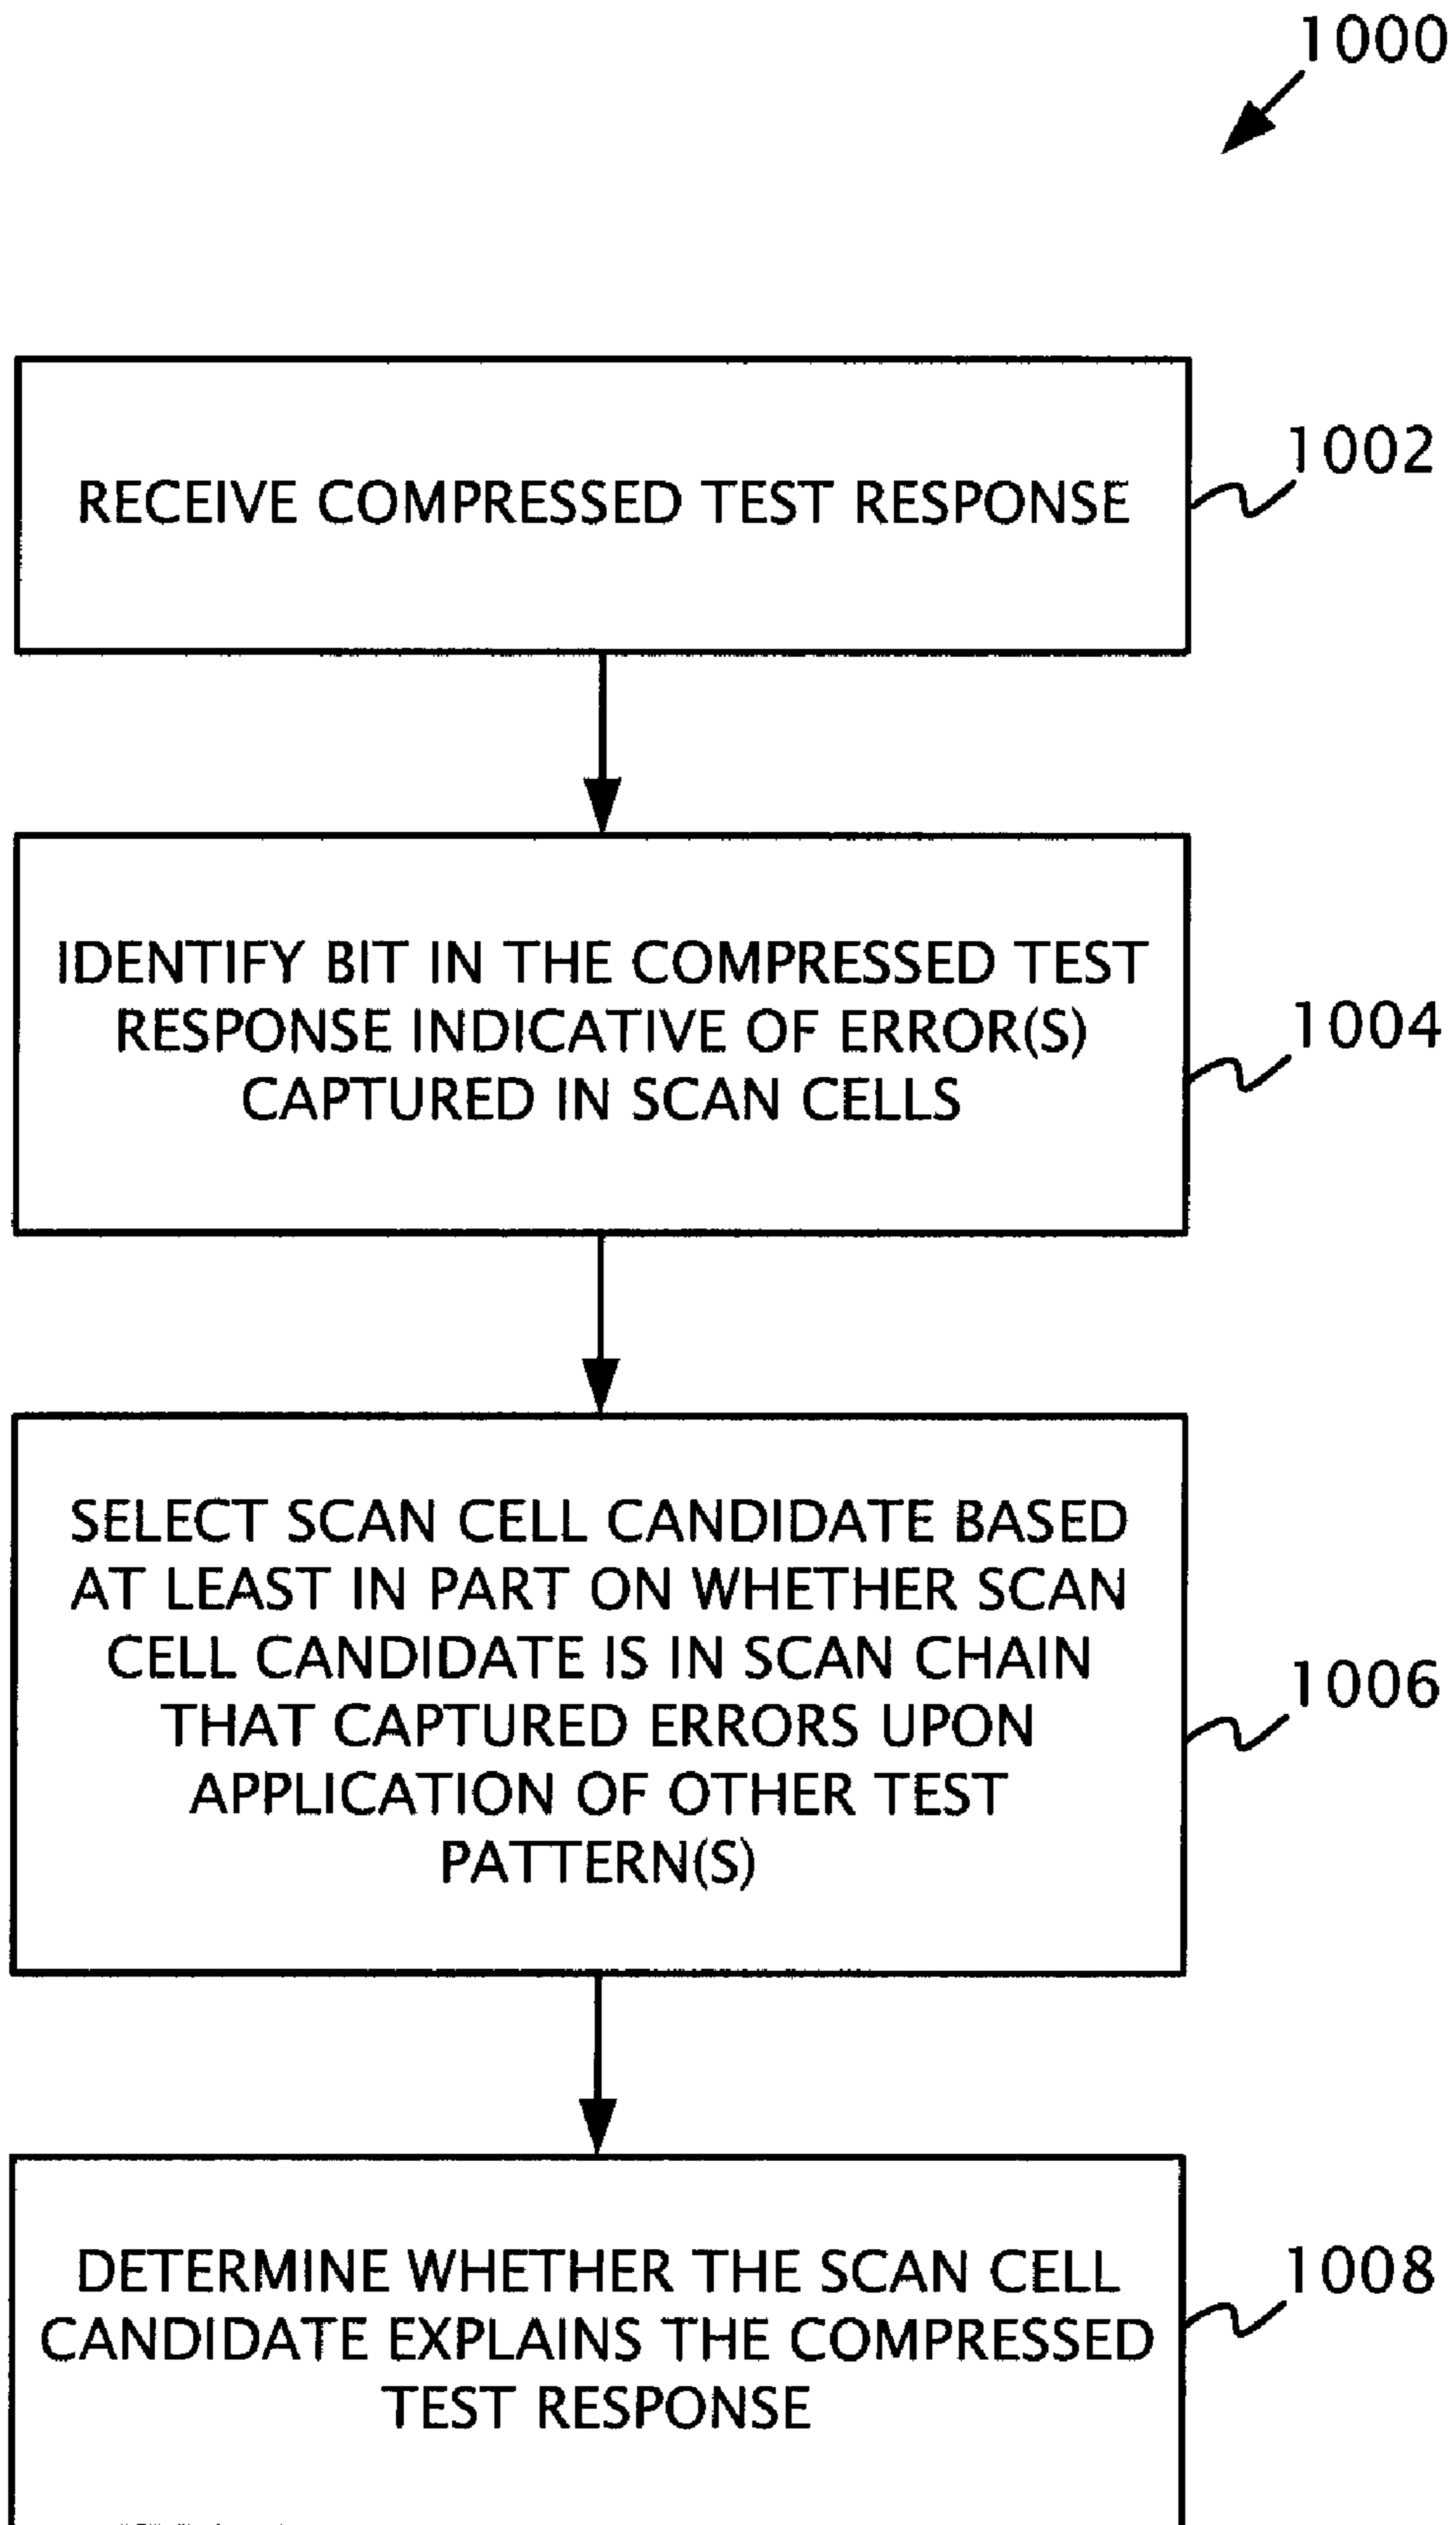 1000
RECEIVE COMPRESSED TEST RESPONSE
1002
IDENTIFY BIT IN THE COMPRESSED TEST
RESPONSE INDICATIVE OF ERROR(S)
CAPTURED IN SCAN CELLS
1004
SELECT SCAN CELL CANDIDATE BASED
AT LEAST IN PART ON WHETHER SCAN
CELL CANDIDATE IS IN SCAN CHAIN
THAT CAPTURED ERRORS UPON
APPLICATION OF OTHER TEST
PATTERN(S)
1006
DETERMINE WHETHER THE SCAN CELL
CANDIDATE EXPLAINS THE COMPRESSED
TEST RESPONSE
1008